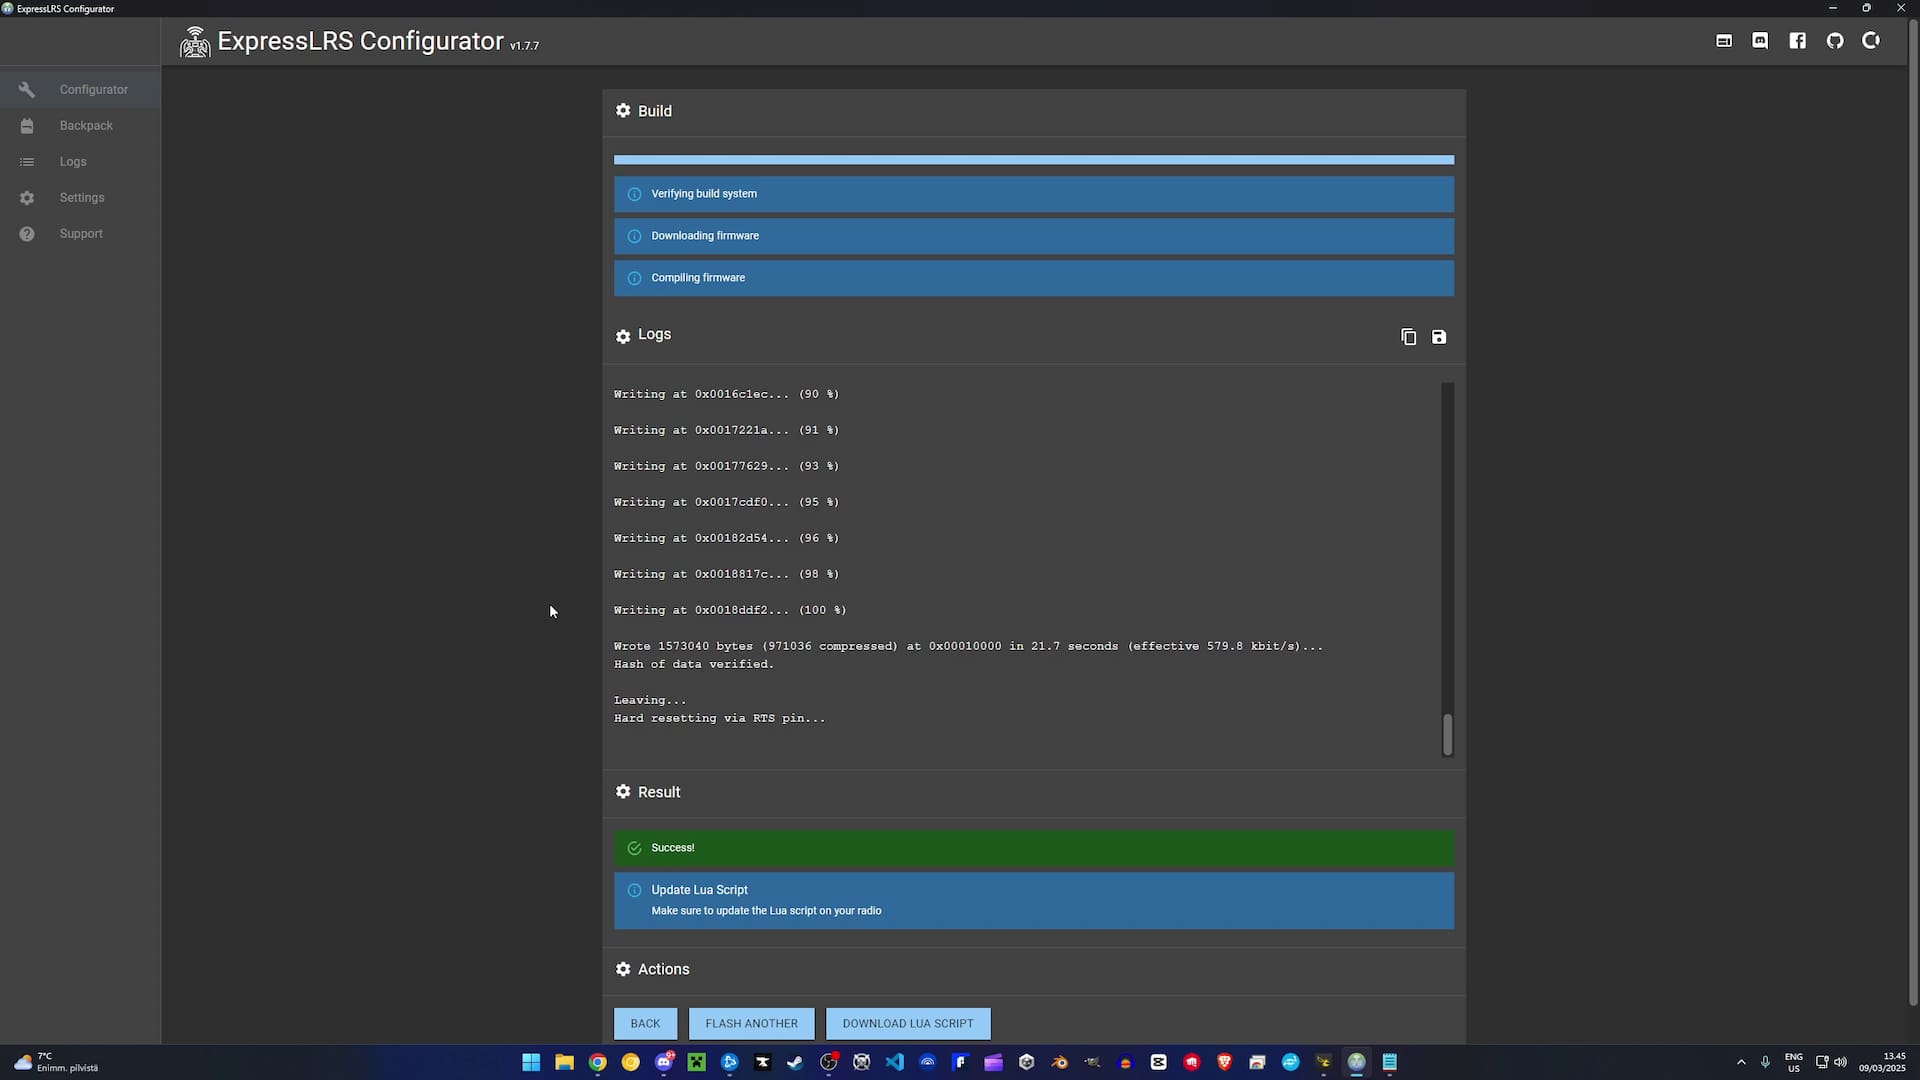 ExpressLRS Configurator
ExpressLRS Configurator v1.7.7
Configurator
Backpack
Logs
Settings
Support
Build
Verifying build system
Downloading firmware
Compiling firmware
Logs
Writing at 0x0016c1ec... (90 %)
Writing at 0x0017221a... (91 %)
Writing at 0x00177629... (93 %)
Writing at 0x0017cdf0... (95 %)
Writing at 0x00182d54... (96 %)
Writing at 0x0018817c... (98 %)
Writing at 0x0018ddf2... (100 %)
Wrote 1573040 bytes (971036 compressed) at 0x00010000 in 21.7 seconds (effective 579.8 kbit/s)...
Hash of data verified.
Leaving...
Hard resetting via RTS pin...
Result
Success!
Update Lua Script
Make sure to update the Lua script on your radio
Actions
BACK
FLASH ANOTHER
DOWNLOAD LUA SCRIPT
7°C
Enimm. pilvistä
ENG
US
13.45
09/03/2025